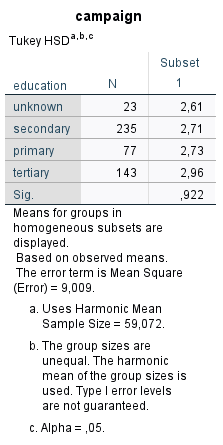 campaign
Tukey HSDa,b,c
Subset
education N 1
unknown 23 2,61
secondary 235 2,71
primary 77 2,73
tertiary 143 2,96
Sig. ,922
Means for groups in
homogeneous subsets are
displayed.
Based on observed means.
The error term is Mean Square
(Error) = 9,009.
a. Uses Harmonic Mean
Sample Size = 59,072.
b. The group sizes are
unequal. The harmonic
mean of the group sizes is
used. Type I error levels
are not guaranteed.
c. Alpha = ,05.